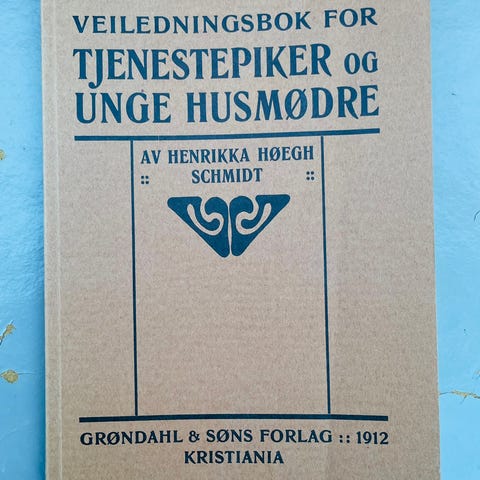 VEILEDNINGSBOK FOR
TJENESTEPIKER OG
UNGE HUSMØDRE
AV HENRIKKA HØEGH
:: SCHMIDT ::
GRØNDAHL & SØNS FORLAG :: 1912
KRISTIANIA